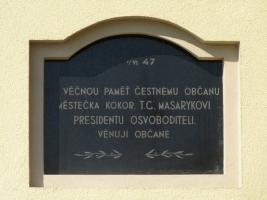 47
VĚČNOU PAMĚŤ ČESTNÉMU OBČANU
MĚSTEČKA KOKOR T.G. MASARYKOVI
PRESIDENTU OSVOBODITELI.
VĚNUJÍ OBČANÉ